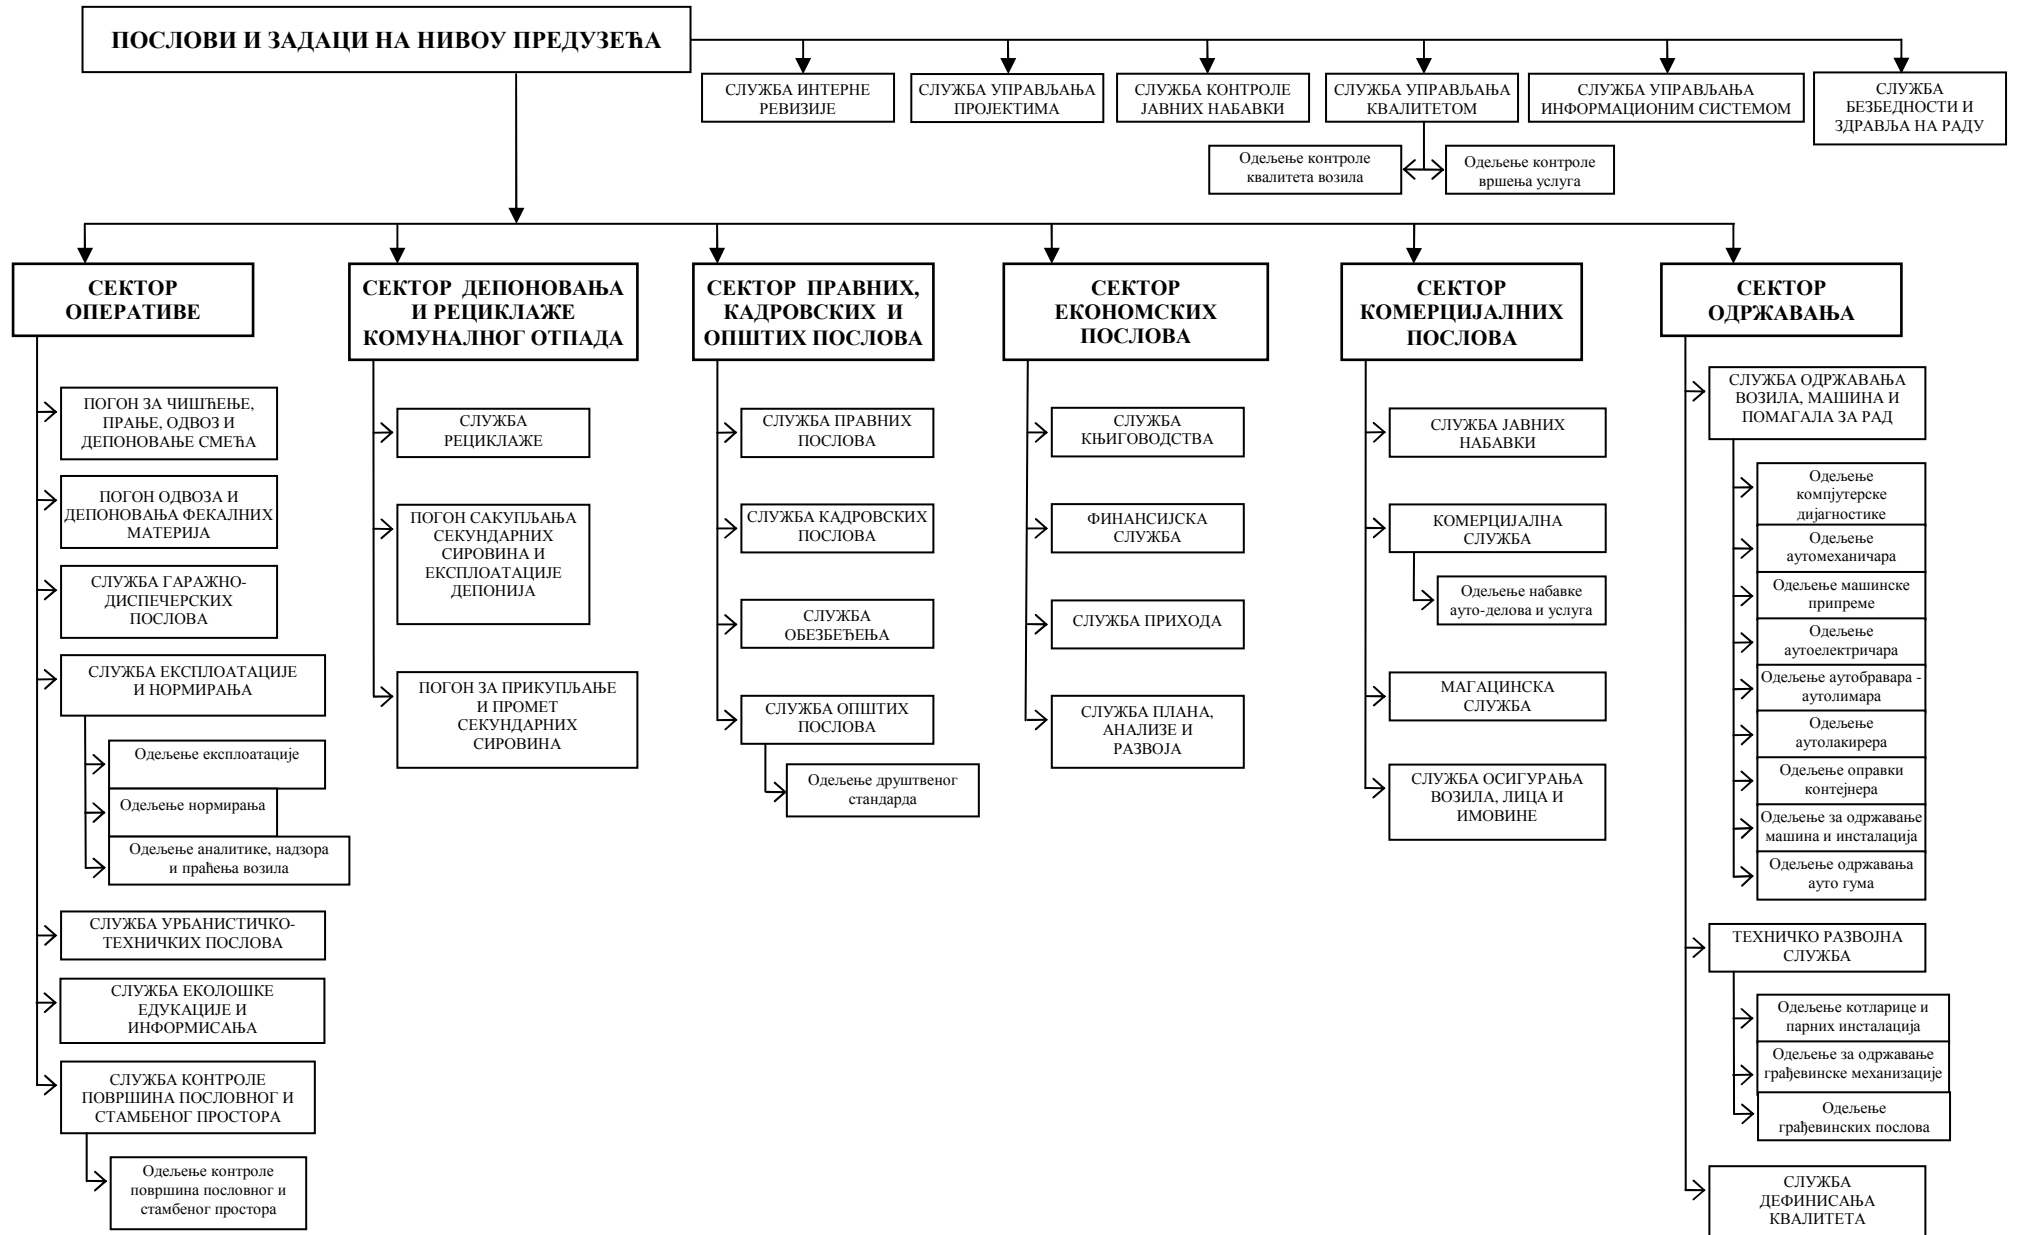 ПОСЛОВИ И ЗАДАЦИ НА НИВОУ ПРЕДУЗЕЋА
СЛУЖБА ИНТЕРНЕ
РЕВИЗИЈЕ
СЛУЖБА УПРАВЉАЊА
ПРОЈЕКТИМА
СЛУЖБА КОНТРОЛЕ
ЈАВНИХ НАБАВКИ
СЛУЖБА УПРАВЉАЊА
КВАЛИТЕТОМ
СЛУЖБА УПРАВЉАЊА
ИНФОРМАЦИОНИМ СИСТЕМОМ
СЛУЖБА
БЕЗБЕДНОСТИ И
ЗДРАВЉА НА РАДУ
Одељење контроле
квалитета возила
Одељење контроле
вршења услуга
СЕКТОР
ОПЕРАТИВЕ
ПОГОН ЗА ЧИШЋЕЊЕ,
ПРАЊЕ, ОДВОЗ И
ДЕПОНОВАЊЕ СМЕЋА
ПОГОН ОДВОЗА И
ДЕПОНОВАЊА ФЕКАЛНИХ
МАТЕРИЈА
СЛУЖБА ГАРАЖНО-
ДИСПЕЧЕРСКИХ
ПОСЛОВА
СЛУЖБА ЕКСПЛОАТАЦИЈЕ
И НОРМИРАЊА
Одељење експлоатације
Одељење нормирања
Одељење аналитике, надзора
и праћења возила
СЛУЖБА УРБАНИСТИЧКО-
ТЕХНИЧКИХ ПОСЛОВА
СЛУЖБА ЕКОЛОШКЕ
ЕДУКАЦИЈЕ И
ИНФОРМИСАЊА
СЛУЖБА КОНТРОЛЕ
ПОВРШИНА ПОСЛОВНОГ И
СТАМБЕНОГ ПРОСТОРА
Одељење контроле
површина пословног и
стамбеног простора
СЕКТОР ДЕПОНОВАЊА
И РЕЦИКЛАЖЕ
КОМУНАЛНОГ ОТПАДА
СЛУЖБА
РЕЦИКЛАЖЕ
ПОГОН САКУПЉАЊА
СЕКУНДАРНИХ
СИРОВИНА И
ЕКСПЛОАТАЦИЈЕ
ДЕПОНИЈА
ПОГОН ЗА ПРИКУПЉАЊЕ
И ПРОМЕТ
СЕКУНДАРНИХ
СИРОВИНА
СЕКТОР ПРАВНИХ,
КАДРОВСКИХ И
ОПШТИХ ПОСЛОВА
СЛУЖБА ПРАВНИХ
ПОСЛОВА
СЛУЖБА КАДРОВСКИХ
ПОСЛОВА
СЛУЖБА
ОБЕЗБЕЂЕЊА
СЛУЖБА ОПШТИХ
ПОСЛОВА
Одељење друштвеног
стандарда
СЕКТОР
ЕКОНОМСКИХ
ПОСЛОВА
СЛУЖБА
КЊИГОВОДСТВА
ФИНАНСИЈСКА
СЛУЖБА
СЛУЖБА ПРИХОДА
СЛУЖБА ПЛАНА,
АНАЛИЗЕ И
РАЗВОЈА
СЕКТОР
КОМЕРЦИЈАЛНИХ
ПОСЛОВА
СЛУЖБА ЈАВНИХ
НАБАВКИ
КОМЕРЦИЈАЛНА
СЛУЖБА
Одељење набавке
ауто-делова и услуга
МАГАЦИНСКА
СЛУЖБА
СЛУЖБА ОСИГУРАЊА
ВОЗИЛА, ЛИЦА И
ИМОВИНЕ
СЕКТОР
ОДРЖАВАЊА
СЛУЖБА ОДРЖАВАЊА
ВОЗИЛА, МАШИНА И
ПОМАГАЛА ЗА РАД
Одељење
компјутерске
дијагностике
Одељење
аутомеханичара
Одељење машинске
припреме
Одељење
аутоелектричара
Одељење аутобравара -
аутолимара
Одељење
аутолакирера
Одељење оправки
контејнера
Одељење за одржавање
машина и инсталација
Одељење одржавања
ауто гума
ТЕХНИЧКО РАЗВОЈНА
СЛУЖБА
Одељење котларице и
парних инсталација
Одељење за одржавање
грађевинске механизације
Одељење
грађевинских послова
СЛУЖБА
ДЕФИНИСАЊА
КВАЛИТЕТА